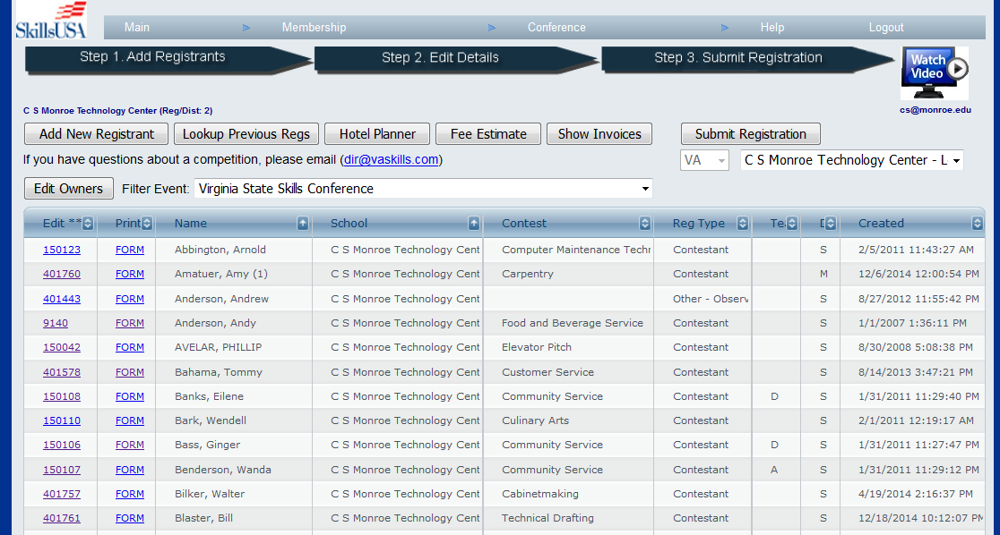 SkillsUSA
Main Membership Conference Help Logout
Step 1. Add Registrants Step 2. Edit Details Step 3. Submit Registration
Watch
Video
C S Monroe Technology Center (Reg/Dist: 2) cs@monroe.edu
Add New Registrant Lookup Previous Regs Hotel Planner Fee Estimate Show Invoices Submit Registration
If you have questions about a competition, please email (dir@vaskills.com) VA C S Monroe Technology Center - L
Edit Owners Filter Event: Virginia State Skills Conference
Edit ** Print Name School Contest Reg Type Te Created
150123 FORM Abbington, Arnold C S Monroe Technology Cent Computer Maintenance Techr Contestant S 2/5/2011 11:43:27 AM
401760 FORM Amatuer, Amy (1) C S Monroe Technology Cent Carpentry Contestant M 12/6/2014 12:00:54 PM
401443 FORM Anderson, Andrew C S Monroe Technology Cent Other - Observ S 8/27/2012 11:55:42 PM
9140 FORM Anderson, Andy C S Monroe Technology Cent Food and Beverage Service Contestant S 1/1/2007 1:36:11 PM
150042 FORM AVELAR, PHILLIP C S Monroe Technology Cent Elevator Pitch Contestant S 8/30/2008 5:08:38 PM
401578 FORM Bahama, Tommy C S Monroe Technology Cent Customer Service Contestant S 8/14/2013 3:47:21 PM
150108 FORM Banks, Eilene C S Monroe Technology Cent Community Service Contestant D S 1/31/2011 11:29:40 PM
150110 FORM Bark, Wendell C S Monroe Technology Cent Culinary Arts Contestant S 2/1/2011 12:19:17 AM
150106 FORM Bass, Ginger C S Monroe Technology Cent Community Service Contestant D S 1/31/2011 11:27:47 PM
150107 FORM Benderson, Wanda C S Monroe Technology Cent Community Service Contestant A S 1/31/2011 11:29:12 PM
401757 FORM Bilker, Walter C S Monroe Technology Cent Cabinetmaking Contestant S 4/19/2014 2:16:37 PM
401761 FORM Blaster, Bill C S Monroe Technology Cent Technical Drafting Contestant S 12/18/2014 10:12:07 PM